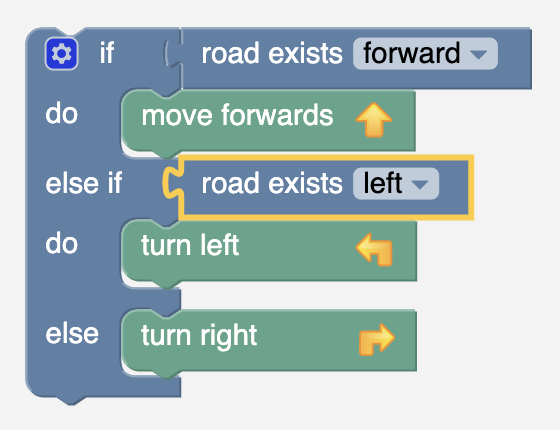 if road exists forward
do move forwards
else if road exists left
do turn left
else turn right